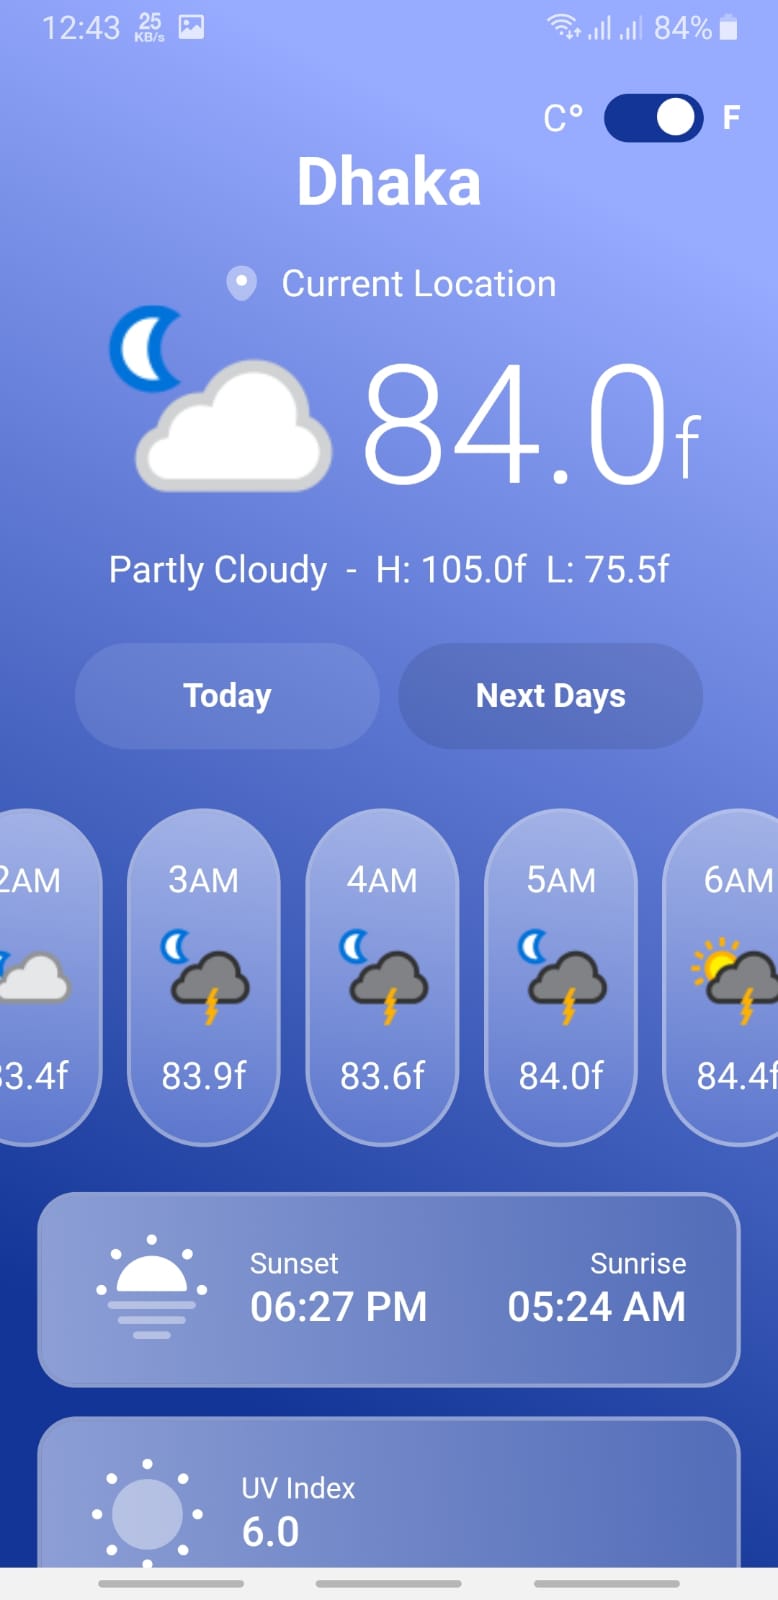 12:43 25 KB/s 84%
C° F
Dhaka
Current Location
84.0f
Partly Cloudy - H: 105.0f L: 75.5f
Today Next Days
2AM 3AM 4AM 5AM 6AM
83.4f 83.9f 83.6f 84.0f 84.4f
Sunset Sunrise
06:27 PM 05:24 AM
UV Index
6.0